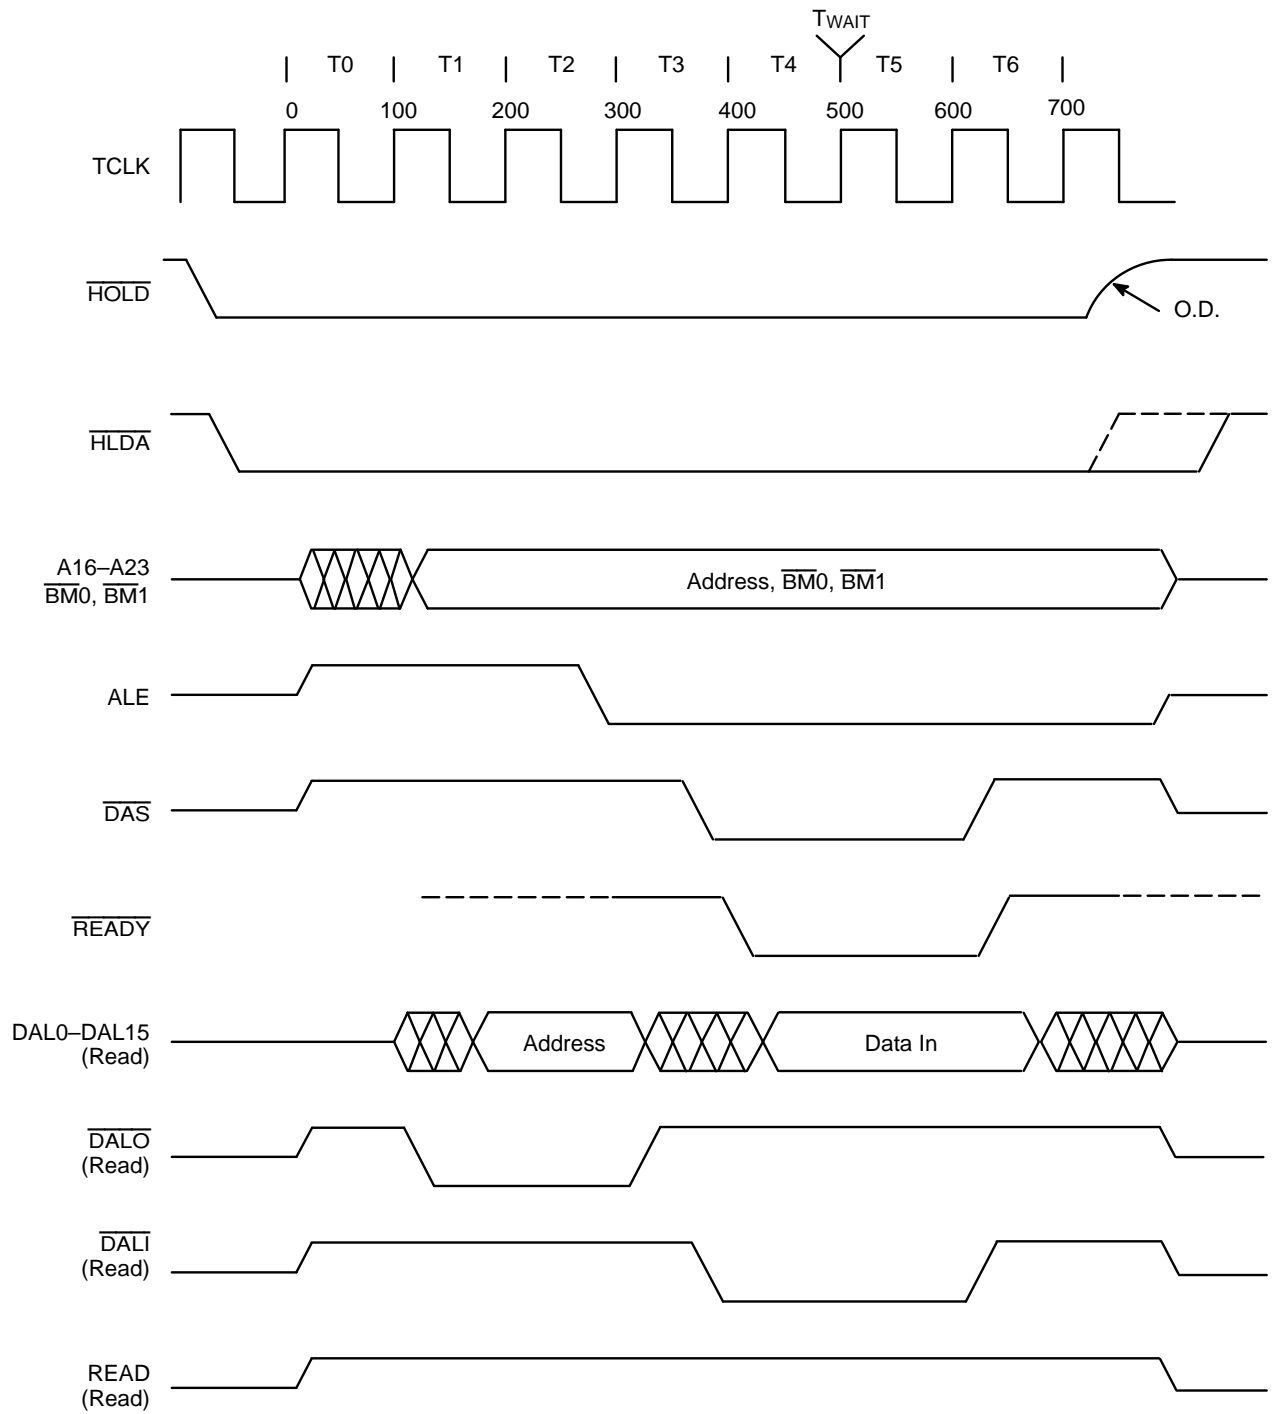 TWAIT
T0 T1 T2 T3 T4 T5 T6
0 100 200 300 400 500 600 700
TCLK
HOLD
O.D.
HLDA
A16–A23
BM0, BM1
Address, BM0, BM1
ALE
DAS
READY
DAL0–DAL15
(Read)
Address
Data In
DALO
(Read)
DALI
(Read)
READ
(Read)